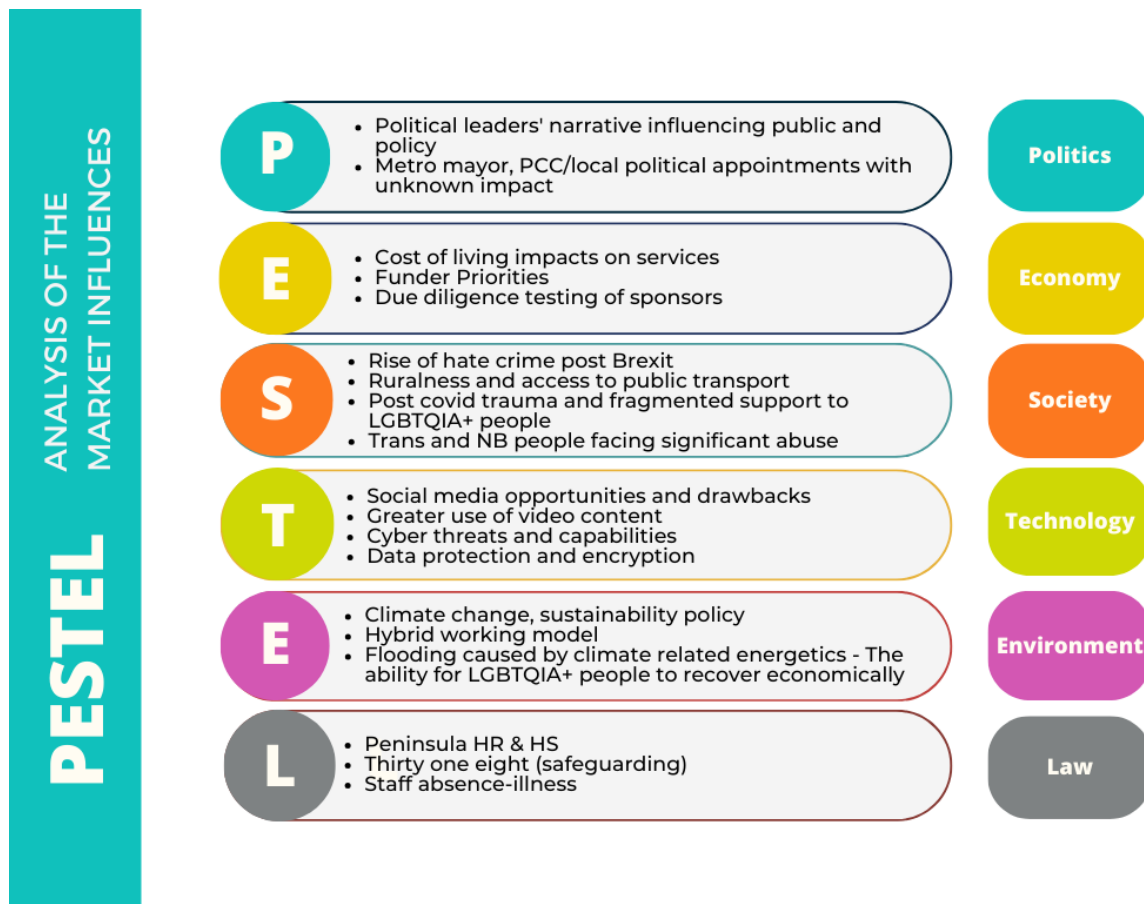 ANALYSIS OF THE
MARKET INFLUENCES
PESTEL
P
• Political leaders' narrative influencing public and
policy
• Metro mayor, PCC/local political appointments with
unknown impact
Politics
E
• Cost of living impacts on services
• Funder Priorities
• Due diligence testing of sponsors
Economy
S
• Rise of hate crime post Brexit
• Ruralness and access to public transport
• Post covid trauma and fragmented support to
LGBTQIA+ people
• Trans and NB people facing significant abuse
Society
T
• Social media opportunities and drawbacks
• Greater use of video content
• Cyber threats and capabilities
• Data protection and encryption
Technology
E
• Climate change, sustainability policy
• Hybrid working model
• Flooding caused by climate related energetics - The
ability for LGBTQIA+ people to recover economically
Environment
L
• Peninsula HR & HS
• Thirty one eight (safeguarding)
• Staff absence-illness
Law